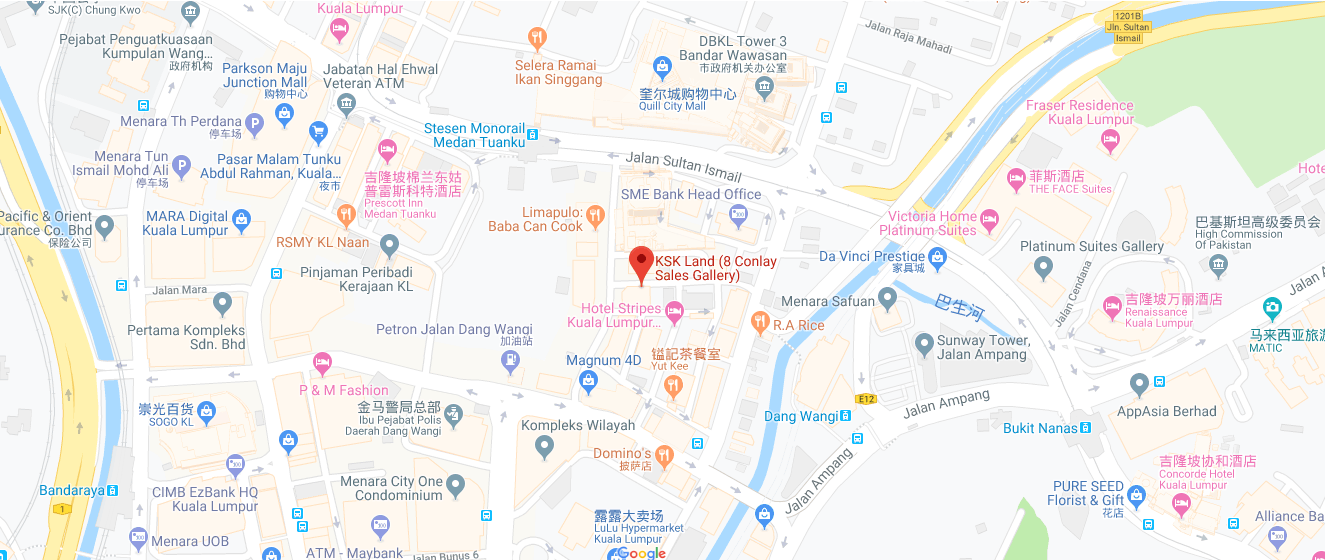 SJK(C) Chung Kwo
Kuala Lumpur
Pejabat Penguatkuasaan
Kumpulan Wang...
政府机构
Parkson Maju
Junction Mall
购物中心
Jabatan Hal Ehwal
Veteran ATM
Selera Ramai
Ikan Singgang
DBKL Tower 3
Bandar Wawasan
市政府机关办公室
奎尔城购物中心
Quill City Mall
Jalan Raja Mahadi
1201B
Jln. Sultan
Ismail
Fraser Residence
Kuala Lumpur
Menara Th Perdana
停车场
Menara Tun
Ismail Mohd Ali
停车场
Pasar Malam Tunku
Abdul Rahman, Kuala...
夜市
Stesen Monorail
Medan Tuanku
Jalan Sultan Ismail
吉隆坡棉兰东姑
普雷斯科特酒店
Prescott Inn
Medan Tuanku
SME Bank Head Office
菲斯酒店
THE FACE Suites
Hote
Pacific & Orient
urance Co. Bhd
保险公司
MARA Digital
Kuala Lumpur
RSMY KL Naan
Limapulo:
Baba Can Cook
Victoria Home
Platinum Suites
巴基斯坦高级委员会
High Commission
Of Pakistan
Platinum Suites Gallery
Pinjaman Peribadi
Kerajaan KL
KSK Land (8 Conlay
Sales Gallery)
Da Vinci Prestige
家具城
Jalan Mara
Jalan Cendana
Jalan A
Pertama Kompleks
Sdn. Bhd
Hotel Stripes
Kuala Lumpur...
Menara Safuan
巴生河
吉隆坡万丽酒店
Renaissance
Kuala Lumpur
马来西亚旅游
MATIC
Petron Jalan Dang Wangi
加油站
R.A Rice
Sunway Tower,
Jalan Ampang
Magnum 4D
镒記茶餐室
Yut Kee
P & M Fashion
崇光百货
SOGO KL
金马警局总部
Ibu Pejabat Polis
Daerah Dang Wangi
Kompleks Wilayah
Dang Wangi
E12
Jalan Ampang
Bukit Nanas
AppAsia Berhad
Domino's
披萨店
Jalan Ampang
吉隆坡协和酒店
Concorde Hotel
Kuala Lumpur
Bandaraya
CIMB EzBank HQ
Kuala Lumpur
Menara City One
Condominium
PURE SEED
Florist & Gift
花店
1
Menara UOB
ATM - Maybank
Jalan Bunus 6
露露大卖场
LuLu Hypermarket
Kuala Lumpur
Google
Alliance Ban